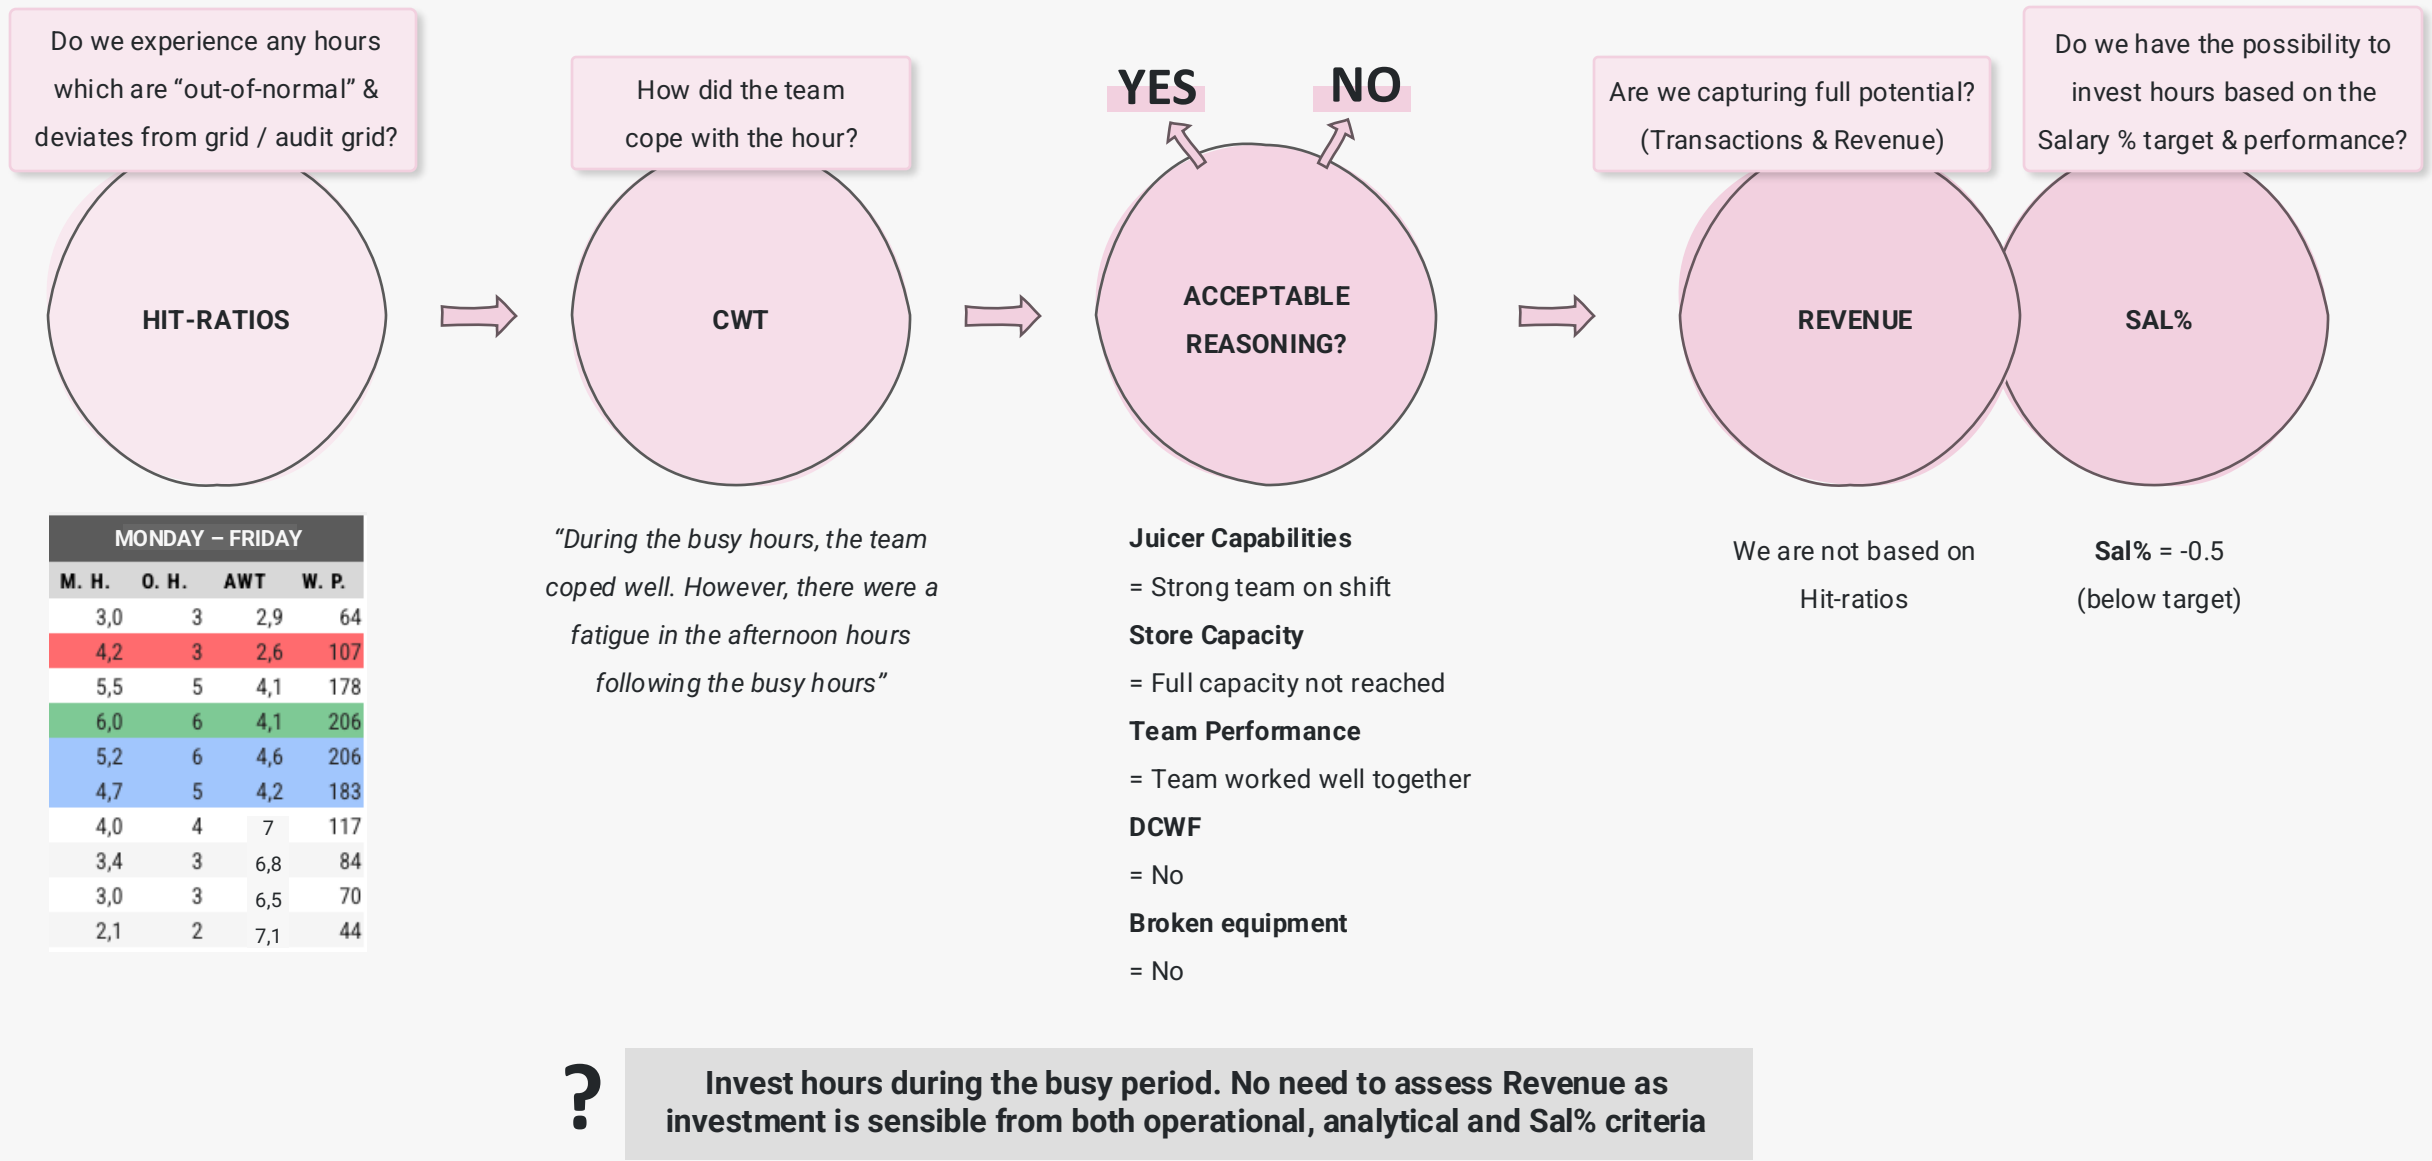 Do we experience any hours
which are “out-of-normal” &
deviates from grid / audit grid?
How did the team
cope with the hour?
YES
NO
Are we capturing full potential?
(Transactions & Revenue)
Do we have the possibility to
invest hours based on the
Salary % target & performance?
HIT-RATIOS
CWT
ACCEPTABLE
REASONING?
REVENUE
SAL%
MONDAY – FRIDAY
M. H. O. H. AWT W. P.
3,0 3 2,9 64
4,2 3 2,6 107
5,5 5 4,1 178
6,0 6 4,1 206
5,2 6 4,6 206
4,7 5 4,2 183
4,0 4 7 117
3,4 3 6,8 84
3,0 3 6,5 70
2,1 2 7,1 44
“During the busy hours, the team
coped well. However, there were a
fatigue in the afternoon hours
following the busy hours”
Juicer Capabilities
= Strong team on shift
Store Capacity
= Full capacity not reached
Team Performance
= Team worked well together
DCWF
= No
Broken equipment
= No
We are not based on
Hit-ratios
Sal% = -0.5
(below target)
?
Invest hours during the busy period. No need to assess Revenue as
investment is sensible from both operational, analytical and Sal% criteria